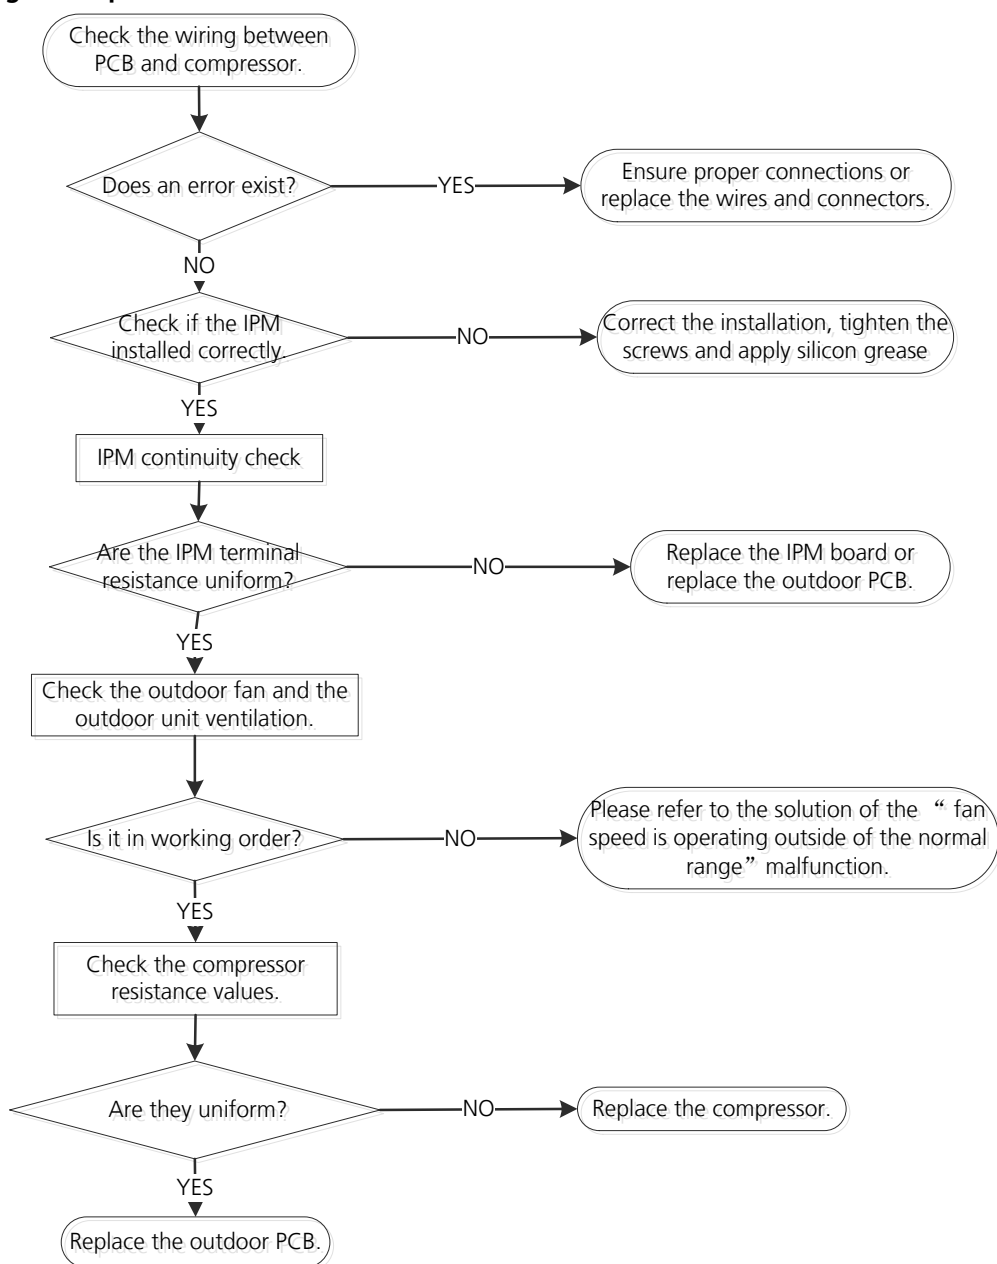 Check the wiring between
PCB and compressor.
Does an error exist?
YES
Ensure proper connections or
replace the wires and connectors.
NO
Check if the IPM
installed correctly.
NO
Correct the installation, tighten the
screws and apply silicon grease
YES
IPM continuity check
Are the IPM terminal
resistance uniform?
NO
Replace the IPM board or
replace the outdoor PCB.
YES
Check the outdoor fan and the
outdoor unit ventilation.
Is it in working order?
NO
Please refer to the solution of the “ fan
speed is operating outside of the normal
range” malfunction.
YES
Check the compressor
resistance values.
Are they uniform?
NO
Replace the compressor.
YES
Replace the outdoor PCB.